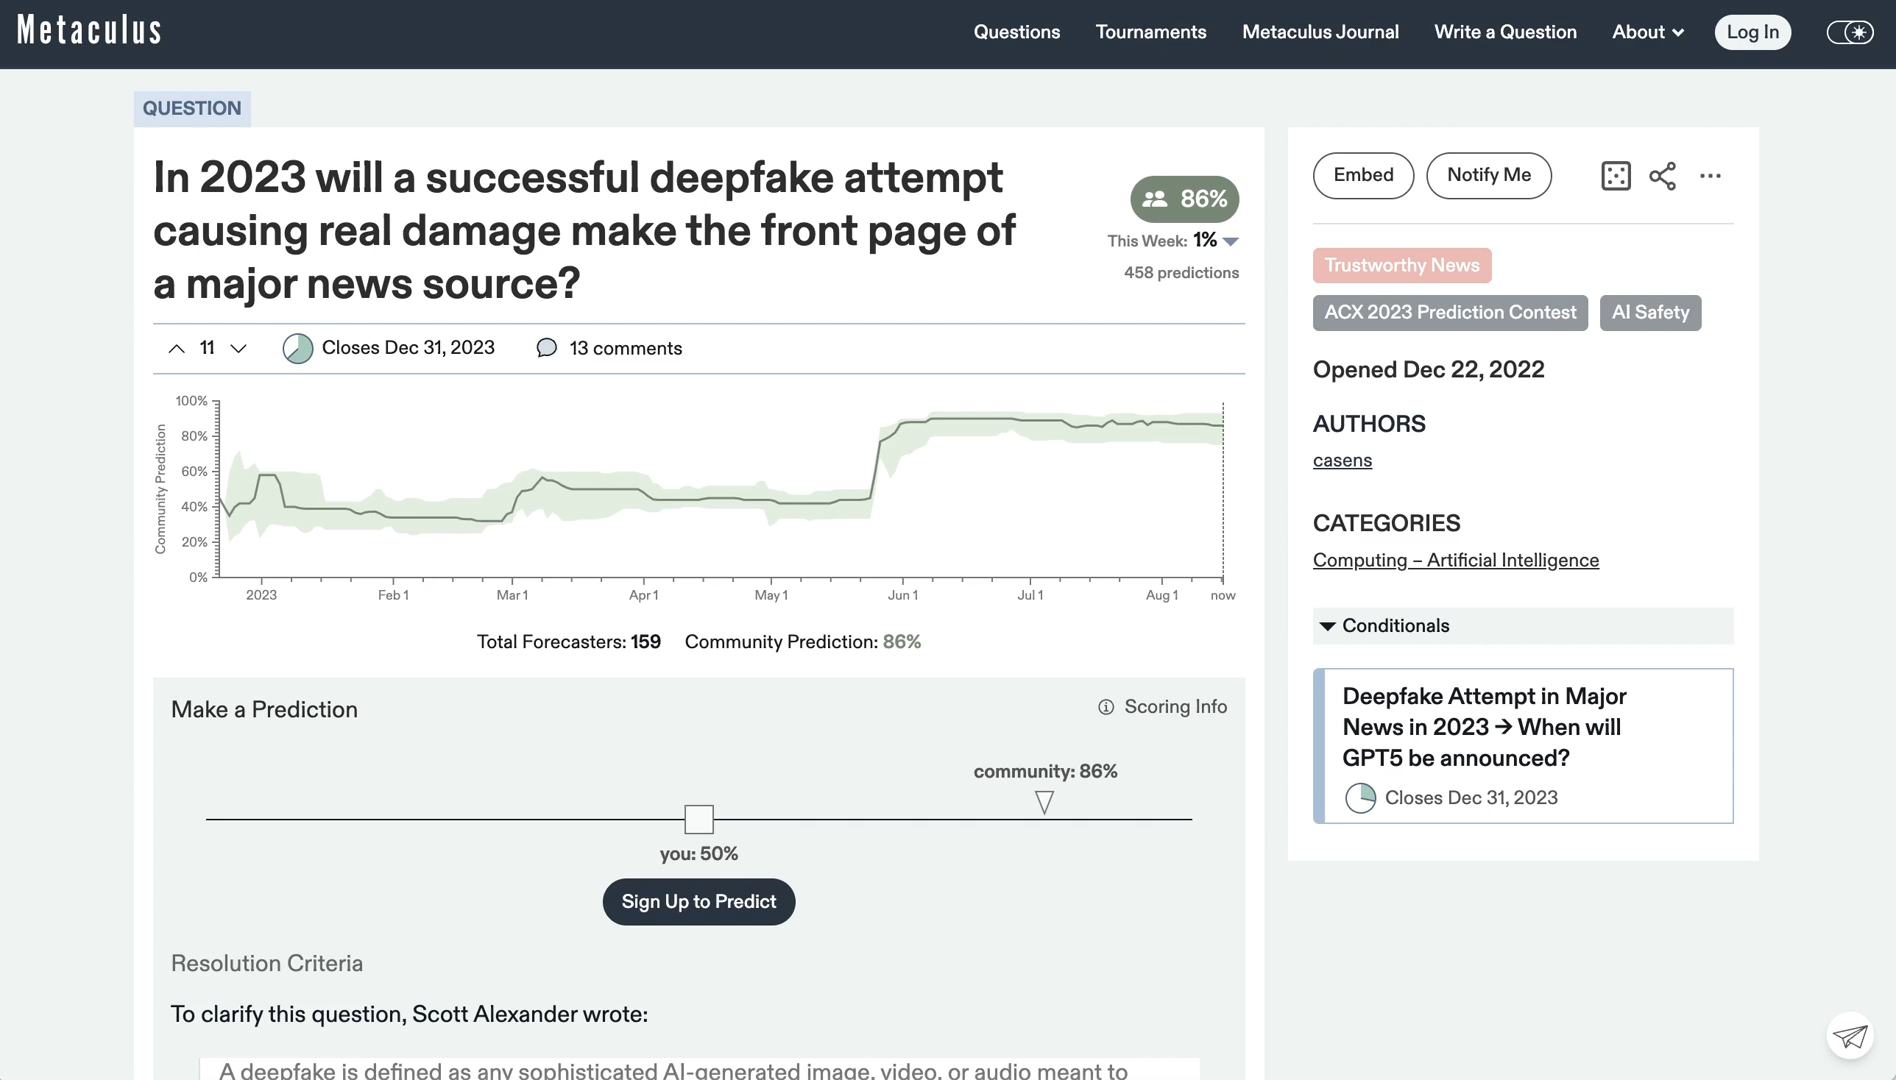 Metaculus
Questions
Tournaments
Metaculus Journal
Write a Question
About
Log In
QUESTION
In 2023 will a successful deepfake attempt
causing real damage make the front page of
a major news source?
86%
This Week: 1%
458 predictions
11
Closes Dec 31, 2023
13 comments
Community Prediction
100%
80%
60%
40%
20%
0%
2023
Feb 1
Mar 1
Apr 1
May 1
Jun 1
Jul 1
Aug 1
now
Total Forecasters: 159 Community Prediction: 86%
Make a Prediction
Scoring Info
community: 86%
you: 50%
Sign Up to Predict
Resolution Criteria
To clarify this question, Scott Alexander wrote:
A deepfake is defined as any sophisticated AI-generated image, video, or audio meant to
Embed
Notify Me
Trustworthy News
ACX 2023 Prediction Contest
AI Safety
Opened Dec 22, 2022
AUTHORS
casens
CATEGORIES
Computing – Artificial Intelligence
Conditionals
Deepfake Attempt in Major
News in 2023 → When will
GPT5 be announced?
Closes Dec 31, 2023